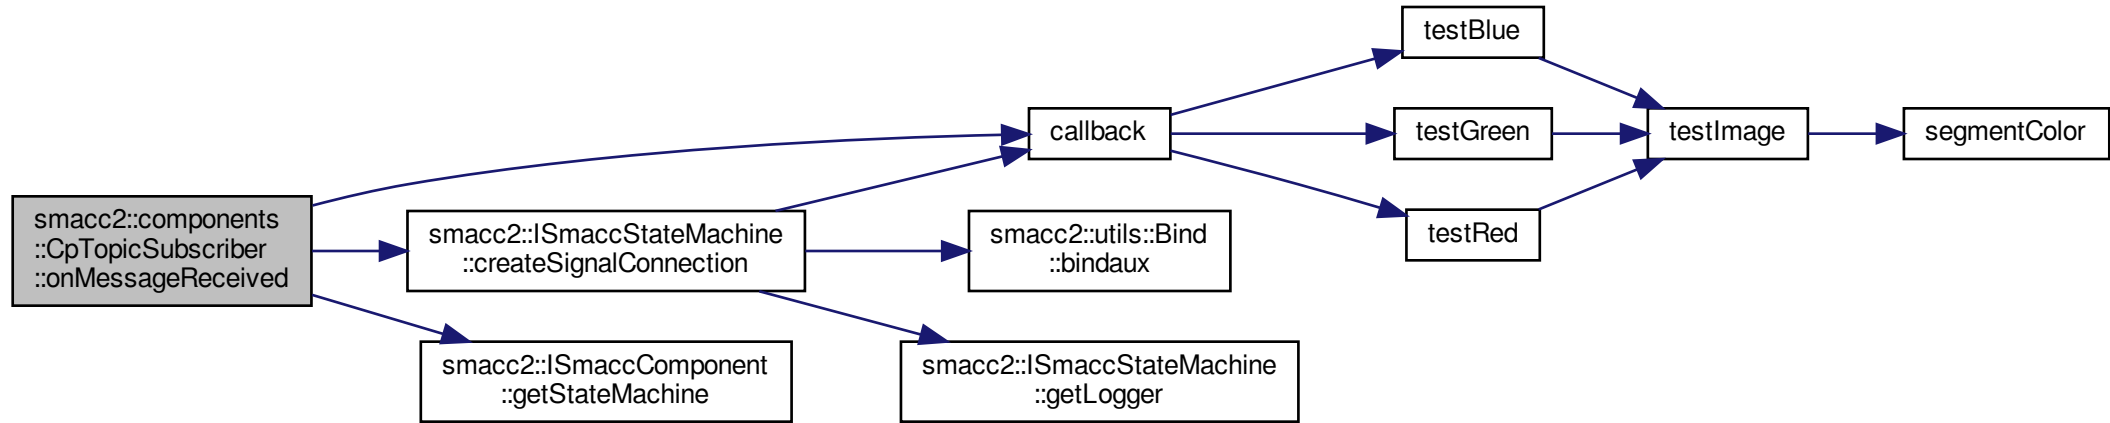 smacc2::components
::CpTopicSubscriber
::onMessageReceived
smacc2::ISmaccStateMachine
::createSignalConnection
smacc2::ISmaccComponent
::getStateMachine
callback
smacc2::utils::Bind
::bindaux
smacc2::ISmaccStateMachine
::getLogger
testBlue
testGreen
testRed
testImage
segmentColor